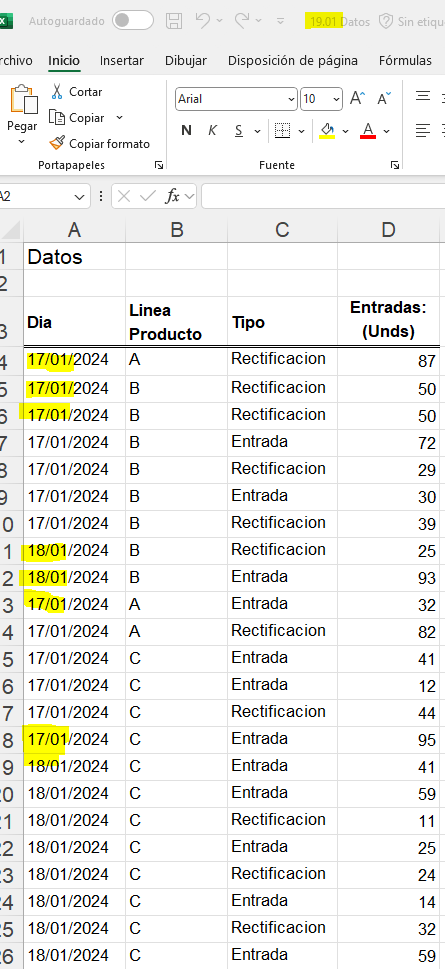 Autoguardado 19.01 Datos Sin etiqu
rchivo Inicio Insertar Dibujar Disposición de página Fórmulas
Pegar Cortar
Copiar
Copiar formato
Portapapeles
Arial 10 A A
N K S A
Fuente
A2 fx
A B C D
1 Datos
2
3 Dia Linea Producto Tipo Entradas: (Unds)
4 17/01/2024 A Rectificacion 87
5 17/01/2024 B Rectificacion 50
6 17/01/2024 B Rectificacion 50
7 17/01/2024 B Entrada 72
8 17/01/2024 B Rectificacion 29
9 17/01/2024 B Entrada 30
0 17/01/2024 B Rectificacion 39
1 18/01/2024 B Rectificacion 25
2 18/01/2024 B Entrada 93
3 17/01/2024 A Entrada 32
4 17/01/2024 A Rectificacion 82
5 17/01/2024 C Entrada 41
6 17/01/2024 C Entrada 12
7 17/01/2024 C Rectificacion 44
8 17/01/2024 C Entrada 95
9 18/01/2024 C Entrada 41
20 18/01/2024 C Entrada 59
21 18/01/2024 C Rectificacion 11
22 18/01/2024 C Entrada 25
23 18/01/2024 C Rectificacion 24
24 18/01/2024 C Entrada 14
25 18/01/2024 C Rectificacion 32
26 18/01/2024 C Entrada 59